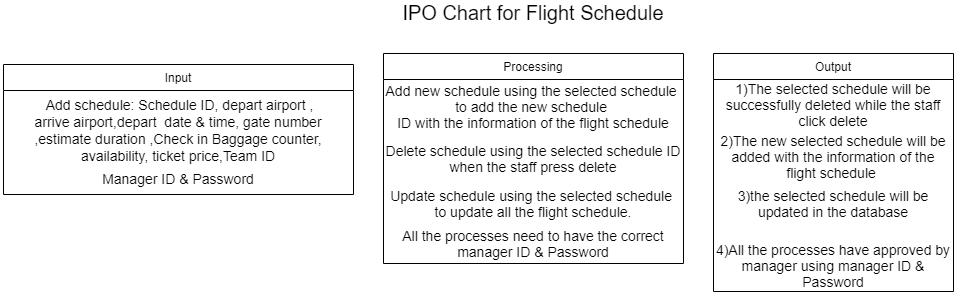 IPO Chart for Flight Schedule
Input
Add schedule: Schedule ID, depart airport ,
arrive airport,depart date & time, gate number
,estimate duration ,Check in Baggage counter,
availability, ticket price,Team ID
Manager ID & Password
Processing
Add new schedule using the selected schedule
to add the new schedule
ID with the information of the flight schedule
Delete schedule using the selected schedule ID
when the staff press delete
Update schedule using the selected schedule
to update all the flight schedule.
All the processes need to have the correct
manager ID & Password
Output
1)The selected schedule will be
successfully deleted while the staff
click delete
2)The new selected schedule will be
added with the information of the
flight schedule
3)the selected schedule will be
updated in the database
4)All the processes have approved by
manager using manager ID &
Password